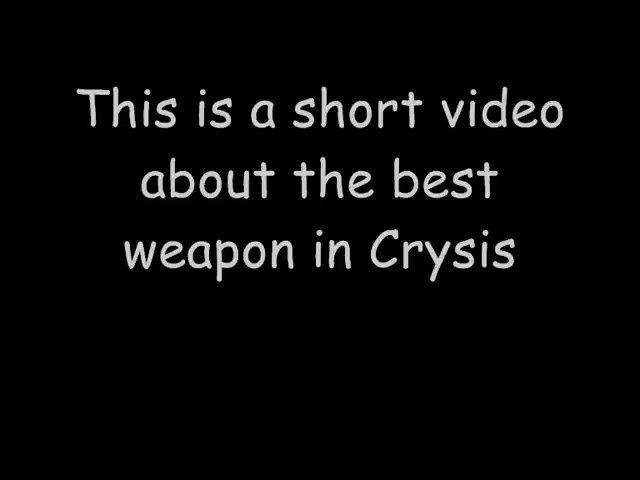 This is a short video
about the best
weapon in Crysis